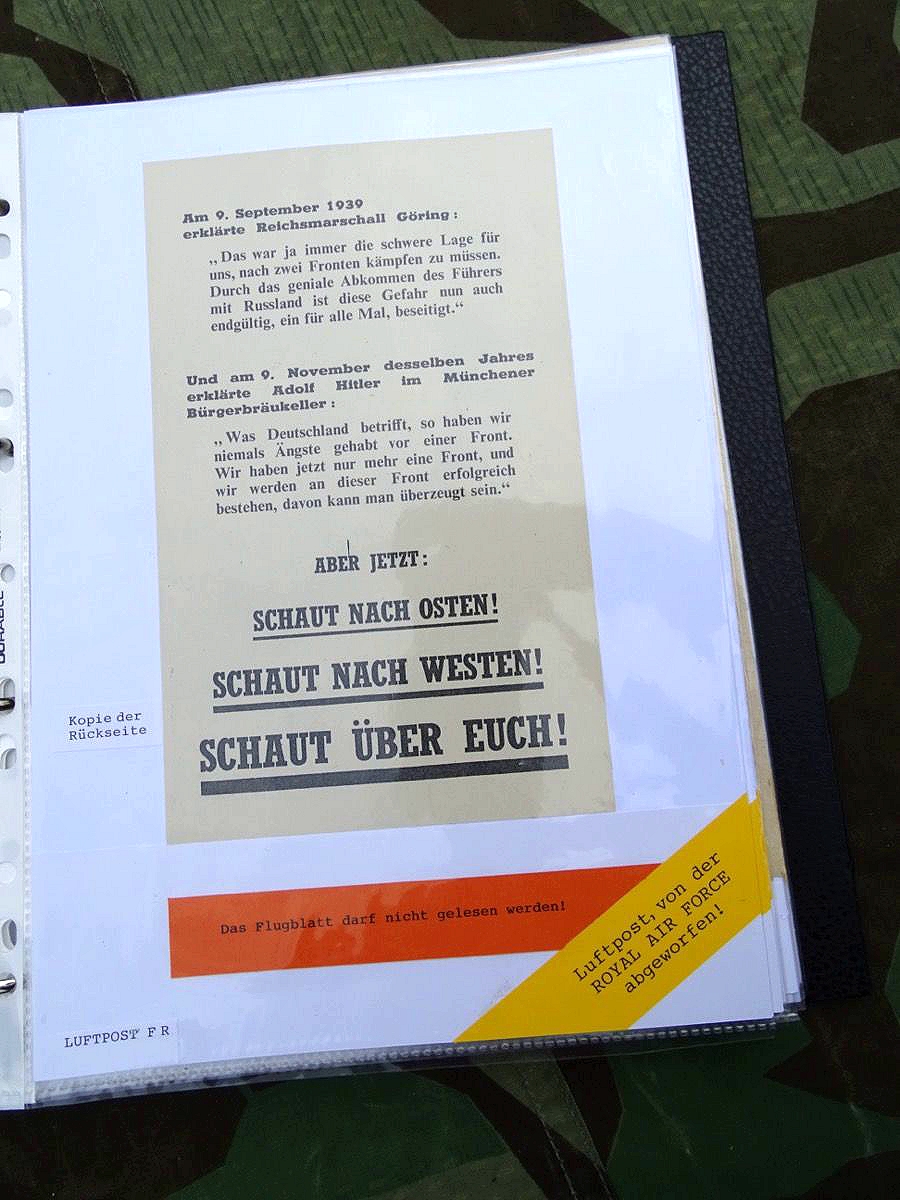 Am 9. September 1939
erklärte Reichsmarschall Göring:
„Das war ja immer die schwere Lage für
uns, nach zwei Fronten kämpfen zu müssen.
Durch das geniale Abkommen des Führers
mit Russland ist diese Gefahr nun auch
endgültig, ein für alle Mal, beseitigt.“
Und am 9. November desselben Jahres
erklärte Adolf Hitler im Münchener
Bürgerbräukeller:
„Was Deutschland betrifft, so haben wir
niemals Ängste gehabt vor einer Front.
Wir haben jetzt nur mehr eine Front, und
wir werden an dieser Front erfolgreich
bestehen, davon kann man überzeugt sein.“
ABER JETZT:
SCHAUT NACH OSTEN!
SCHAUT NACH WESTEN!
SCHAUT ÜBER EUCH!
Kopie der
Rückseite
Das Flugblatt darf nicht gelesen werden!
Luftpost, von der
ROYAL AIR FORCE
abgeworfen!
LUFTPOST F R
DURABLE